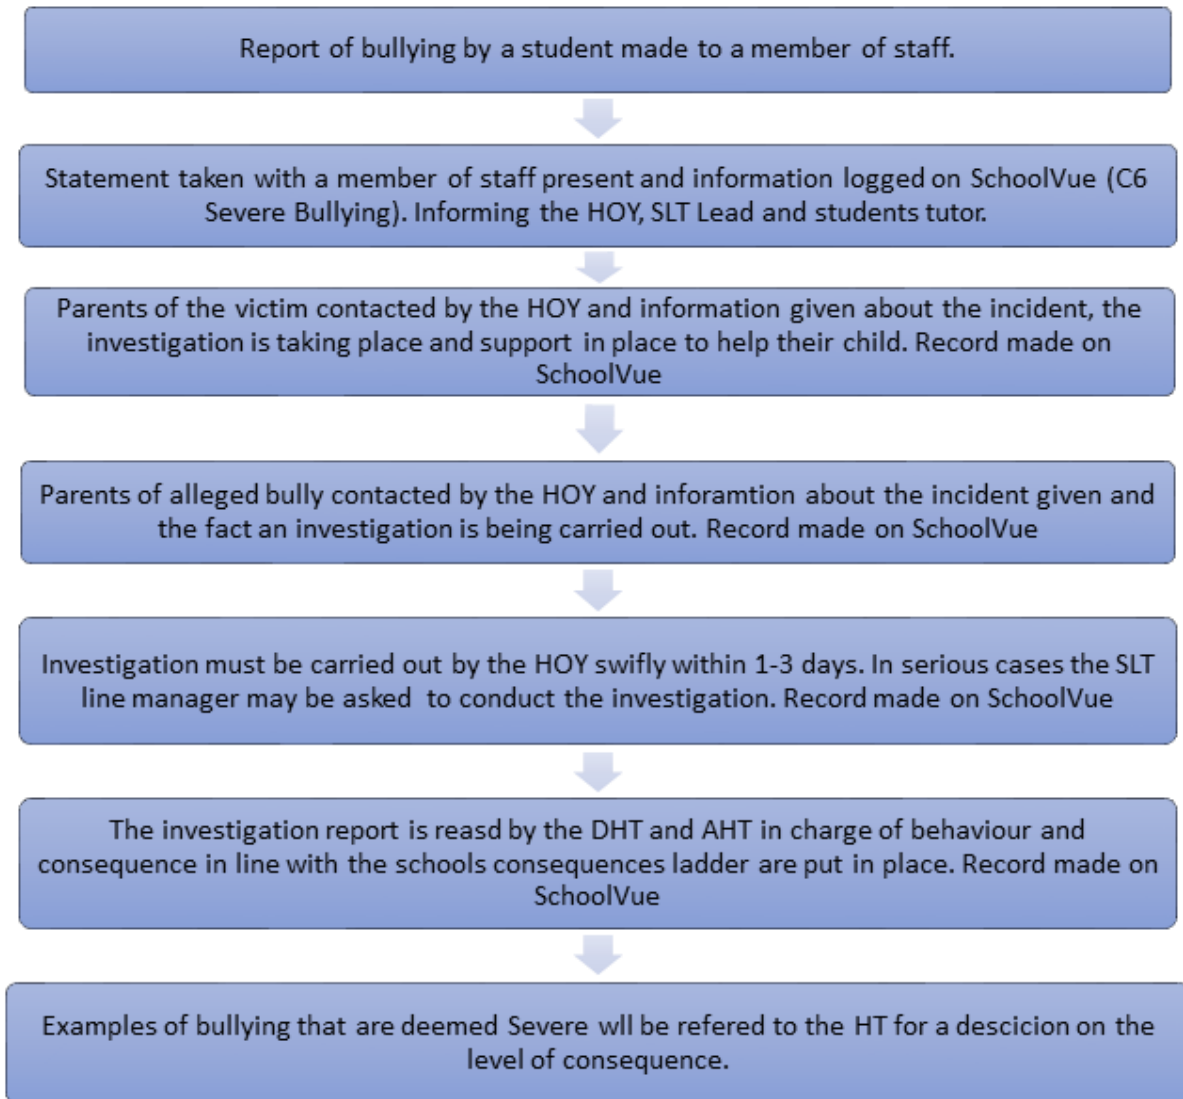 Report of bullying by a student made to a member of staff.
Statement taken with a member of staff present and information logged on SchoolVue (C6
Severe Bullying). Informing the HOY, SLT Lead and students tutor.
Parents of the victim contacted by the HOY and information given about the incident, the
investigation is taking place and support in place to help their child. Record made on
SchoolVue
Parents of alleged bully contacted by the HOY and inforamtion about the incident given and
the fact an investigation is being carried out. Record made on SchoolVue
Investigation must be carried out by the HOY swifly within 1-3 days. In serious cases the SLT
line manager may be asked to conduct the investigation. Record made on SchoolVue
The investigation report is reasd by the DHT and AHT in charge of behaviour and
consequence in line with the schools consequences ladder are put in place. Record made on
SchoolVue
Examples of bullying that are deemed Severe wll be refered to the HT for a descicion on the
level of consequence.